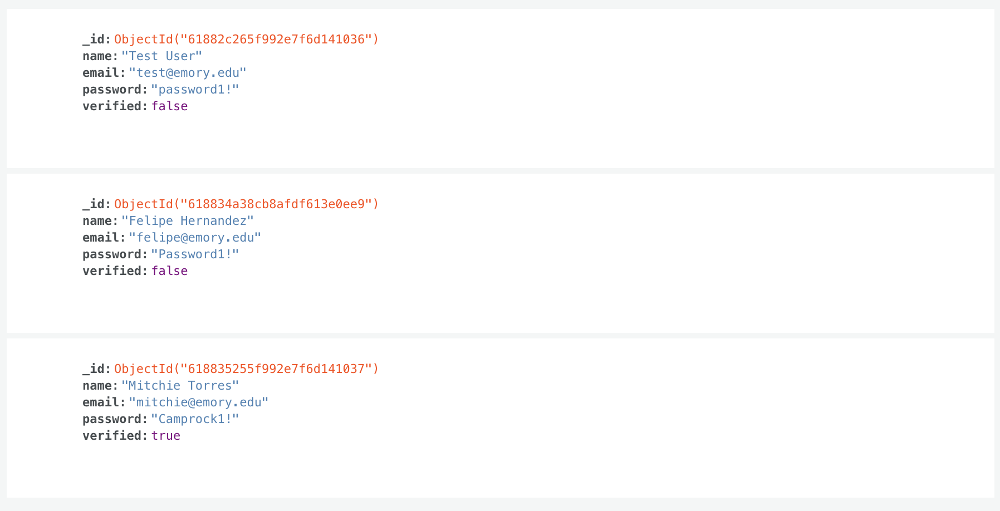 _id: ObjectId("61882c265f992e7f6d141036")
name: "Test User"
email: "test@emory.edu"
password: "password1!"
verified: false
_id: ObjectId("618834a38cb8afdf613e0ee9")
name: "Felipe Hernandez"
email: "felipe@emory.edu"
password: "Password1!"
verified: false
_id: ObjectId("618835255f992e7f6d141037")
name: "Mitchie Torres"
email: "mitchie@emory.edu"
password: "Camprock1!"
verified: true